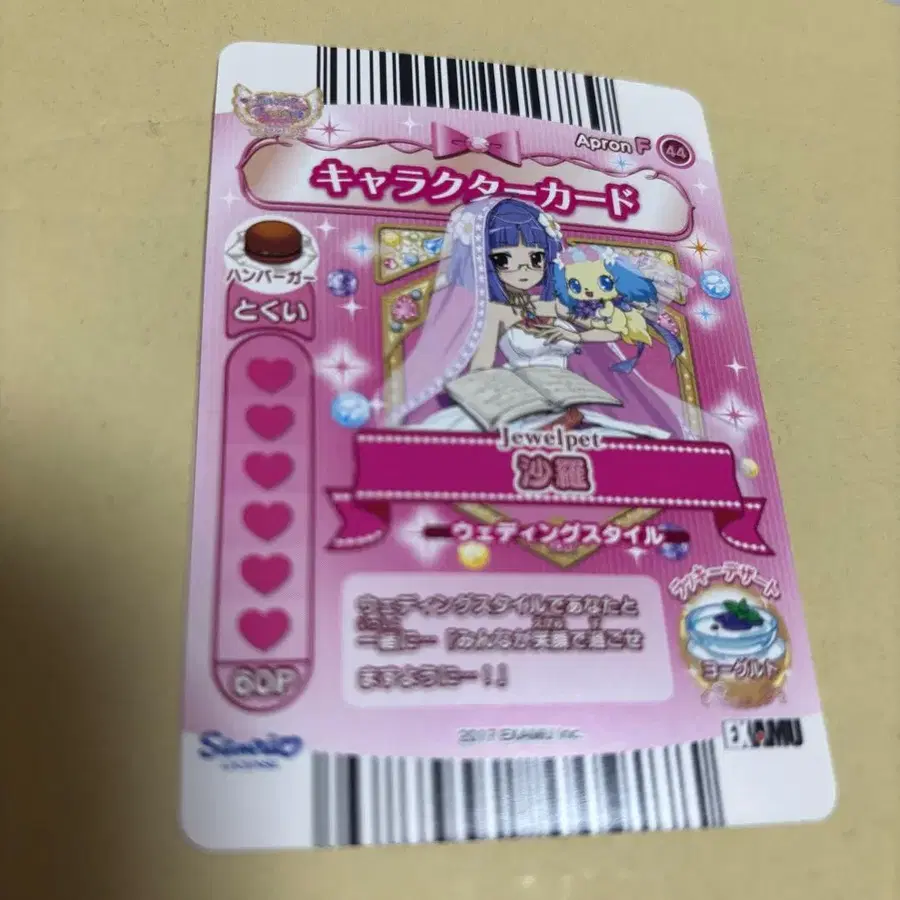 Apron F 44
キャラクターカード
ハンバーガー
とくい
Jewelpet
沙羅
ウェディングスタイル
ラッキーデザート
ウェディングスタイルであなたと
一緒に─「みんなが笑顔で過ごせ
ますように─！」
ヨーグルト
60P
2017 EXAMU Inc.
Sanrio
EXAMU